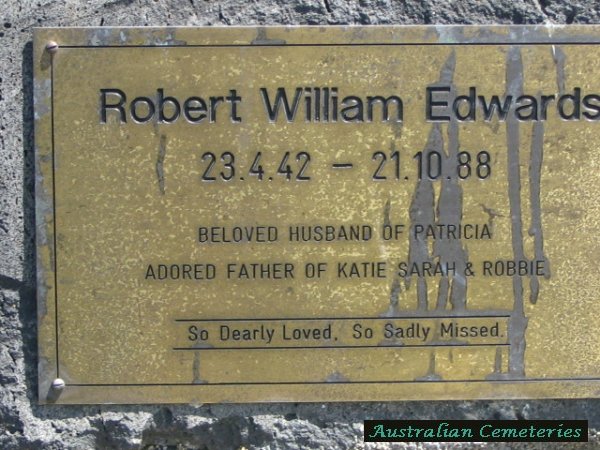 Robert William Edwards
23.4.42 – 21.10.88
BELOVED HUSBAND OF PATRICIA
ADORED FATHER OF KATIE SARAH & ROBBIE
So Dearly Loved, So Sadly Missed.
Australian Cemeteries